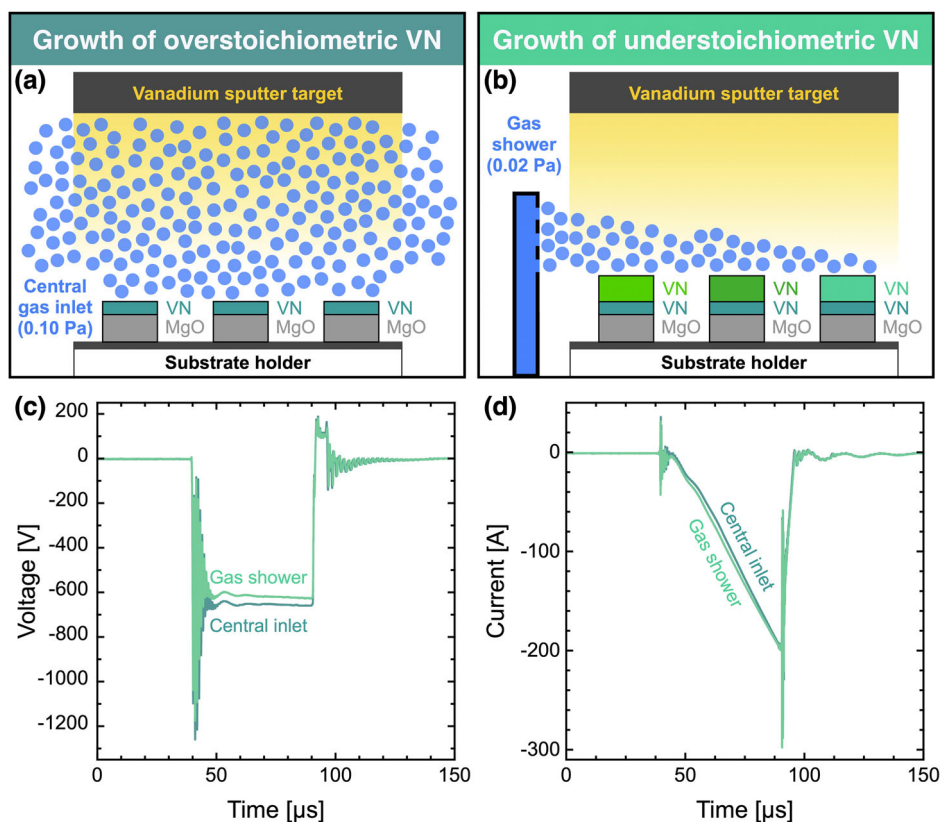 Growth of overstoichiometric VN
Growth of understoichiometric VN
(a)
Vanadium sputter target
Central
gas inlet
(0.10 Pa)
VN
VN
VN
MgO
MgO
MgO
Substrate holder
(b)
Vanadium sputter target
Gas
shower
(0.02 Pa)
VN
VN
VN
VN
VN
VN
MgO
MgO
MgO
Substrate holder
(c)
200
0
-200
-400
-600
-800
-1000
-1200
Voltage [V]
Gas shower
Central inlet
0
50
100
150
Time [µs]
(d)
0
-100
-200
-300
Current [A]
Central inlet
Gas shower
0
50
100
150
Time [µs]